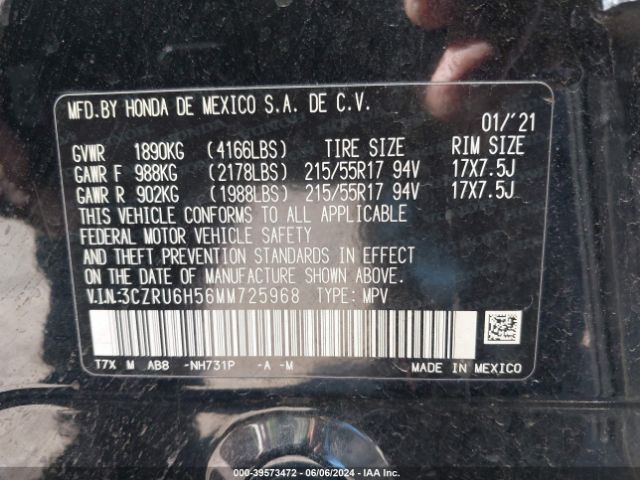 MFD.BY HONDA DE MEXICO S.A. DE C.V.
01/'21
GVWR 1890KG (4166LBS) TIRE SIZE RIM SIZE
GAWR F 988KG (2178LBS) 215/55R17 94V 17X7.5J
GAWR R 902KG (1988LBS) 215/55R17 94V 17X7.5J
THIS VEHICLE CONFORMS TO ALL APPLICABLE
FEDERAL MOTOR VEHICLE SAFETY
AND THEFT PREVENTION STANDARDS IN EFFECT
ON THE DATE OF MANUFACTURE SHOWN ABOVE.
V.I.N.:3CZRU6H56MM725968 TYPE: MPV
T7X M AB8 -NH731P -A -M MADE IN MEXICO
000-39573472 - 06/06/2024 - IAA Inc.